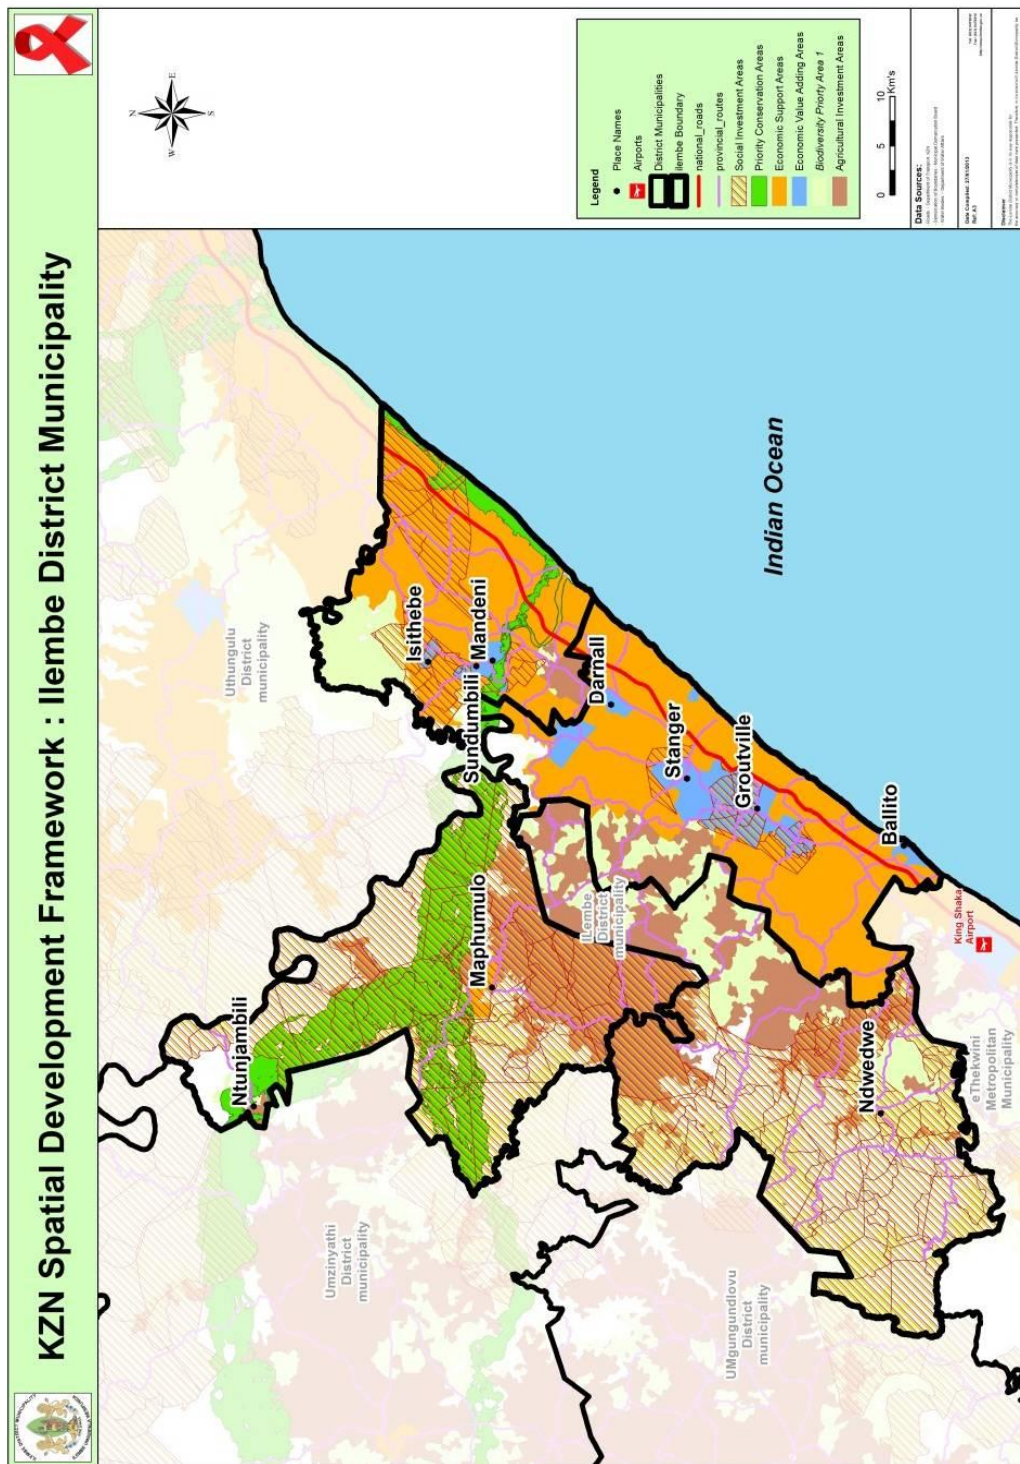 KZN Spatial Development Framework : Ilembe District Municipality
N
E
S
W
Legend
Place Names
Airports
District Municipalities
ilembe Boundary
national_roads
provincial_routes
Social Investment Areas
Priority Conservation Areas
Economic Support Areas
Economic Value Adding Areas
Biodiversity Priorty Area 1
Agricultural Investment Areas
0 5 10
Km's
Data Sources:
Uthungulu
District
municipality
Umzinyathi
District
municipality
UMgungundlovu
District
municipality
iLembe
District
municipality
eThekwini
Metropolitan
Municipality
Ntunjambili
Maphumulo
Ndwedwe
Isithebe
Sundumbili
Mandeni
Darnall
Stanger
Groutville
Ballito
King Shaka
Airport
Indian Ocean